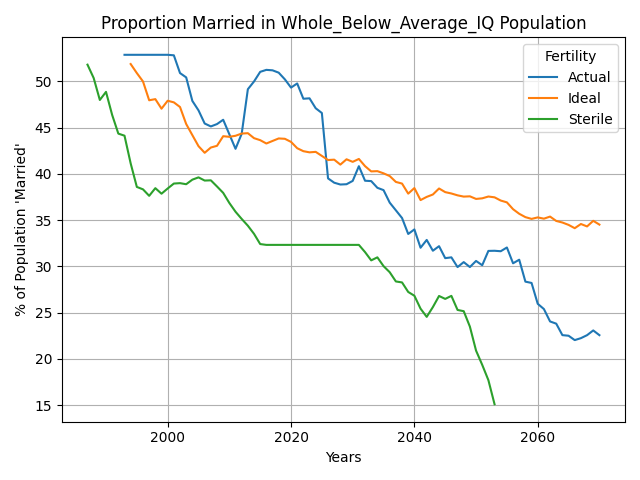 Proportion Married in Whole_Below_Average_IQ Population
% of Population 'Married'
50
45
40
35
30
25
20
15
2000
2020
2040
2060
Years
Fertility
Actual
Ideal
Sterile